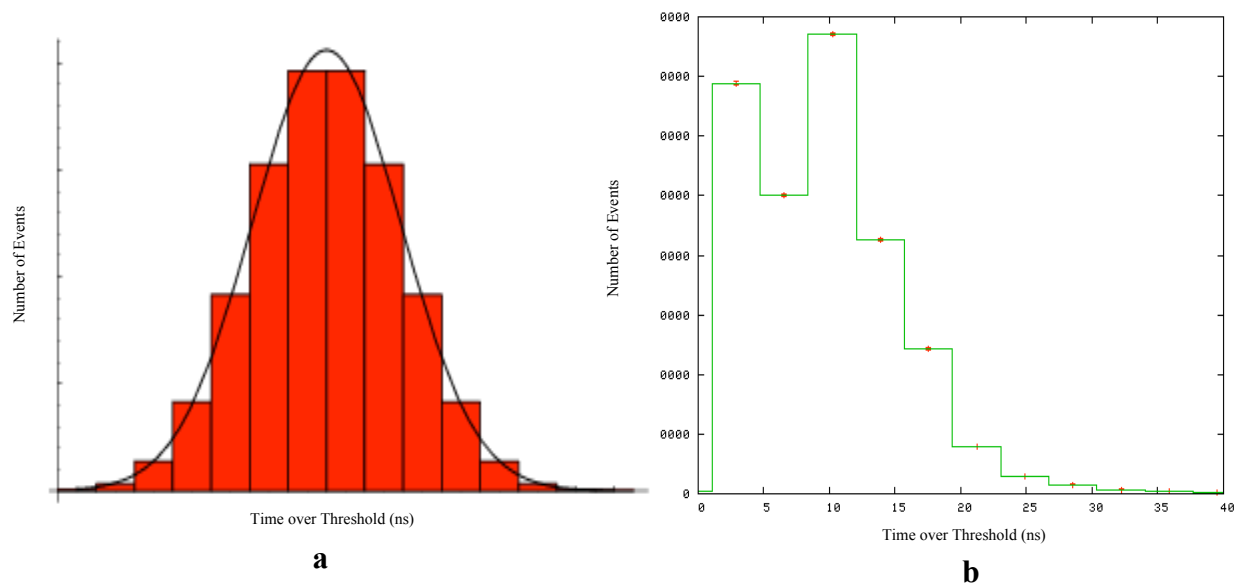 Number of Events
Time over Threshold (ns)
a
0000
0000
0000
0000
0000
0000
0000
0000
0
Number of Events
0 5 10 15 20 25 30 35 40
Time over Threshold (ns)
b